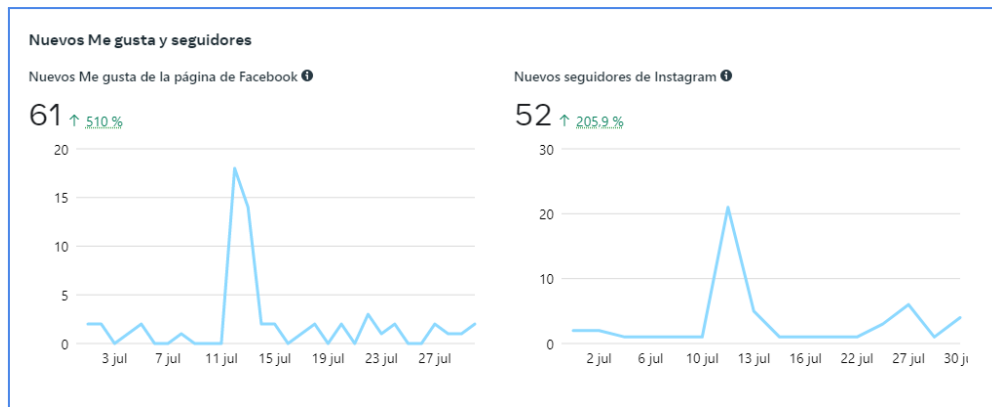 Nuevos Me gusta y seguidores
Nuevos Me gusta de la página de Facebook
61 ↑ 510 %
20
15
10
5
0
3 jul 7 jul 11 jul 15 jul 19 jul 23 jul 27 jul
Nuevos seguidores de Instagram
52 ↑ 205,9 %
30
20
10
0
2 jul 6 jul 10 jul 13 jul 16 jul 22 jul 27 jul 30 ju